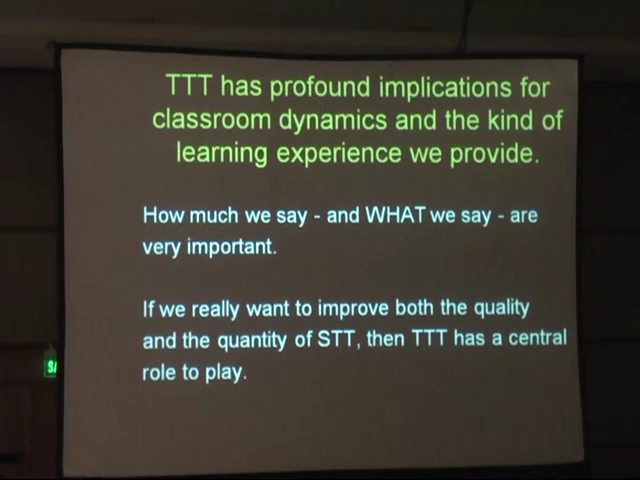 TTT has profound implications for
classroom dynamics and the kind of
learning experience we provide.
How much we say - and WHAT we say - are
very important.
If we really want to improve both the quality
and the quantity of STT, then TTT has a central
role to play.